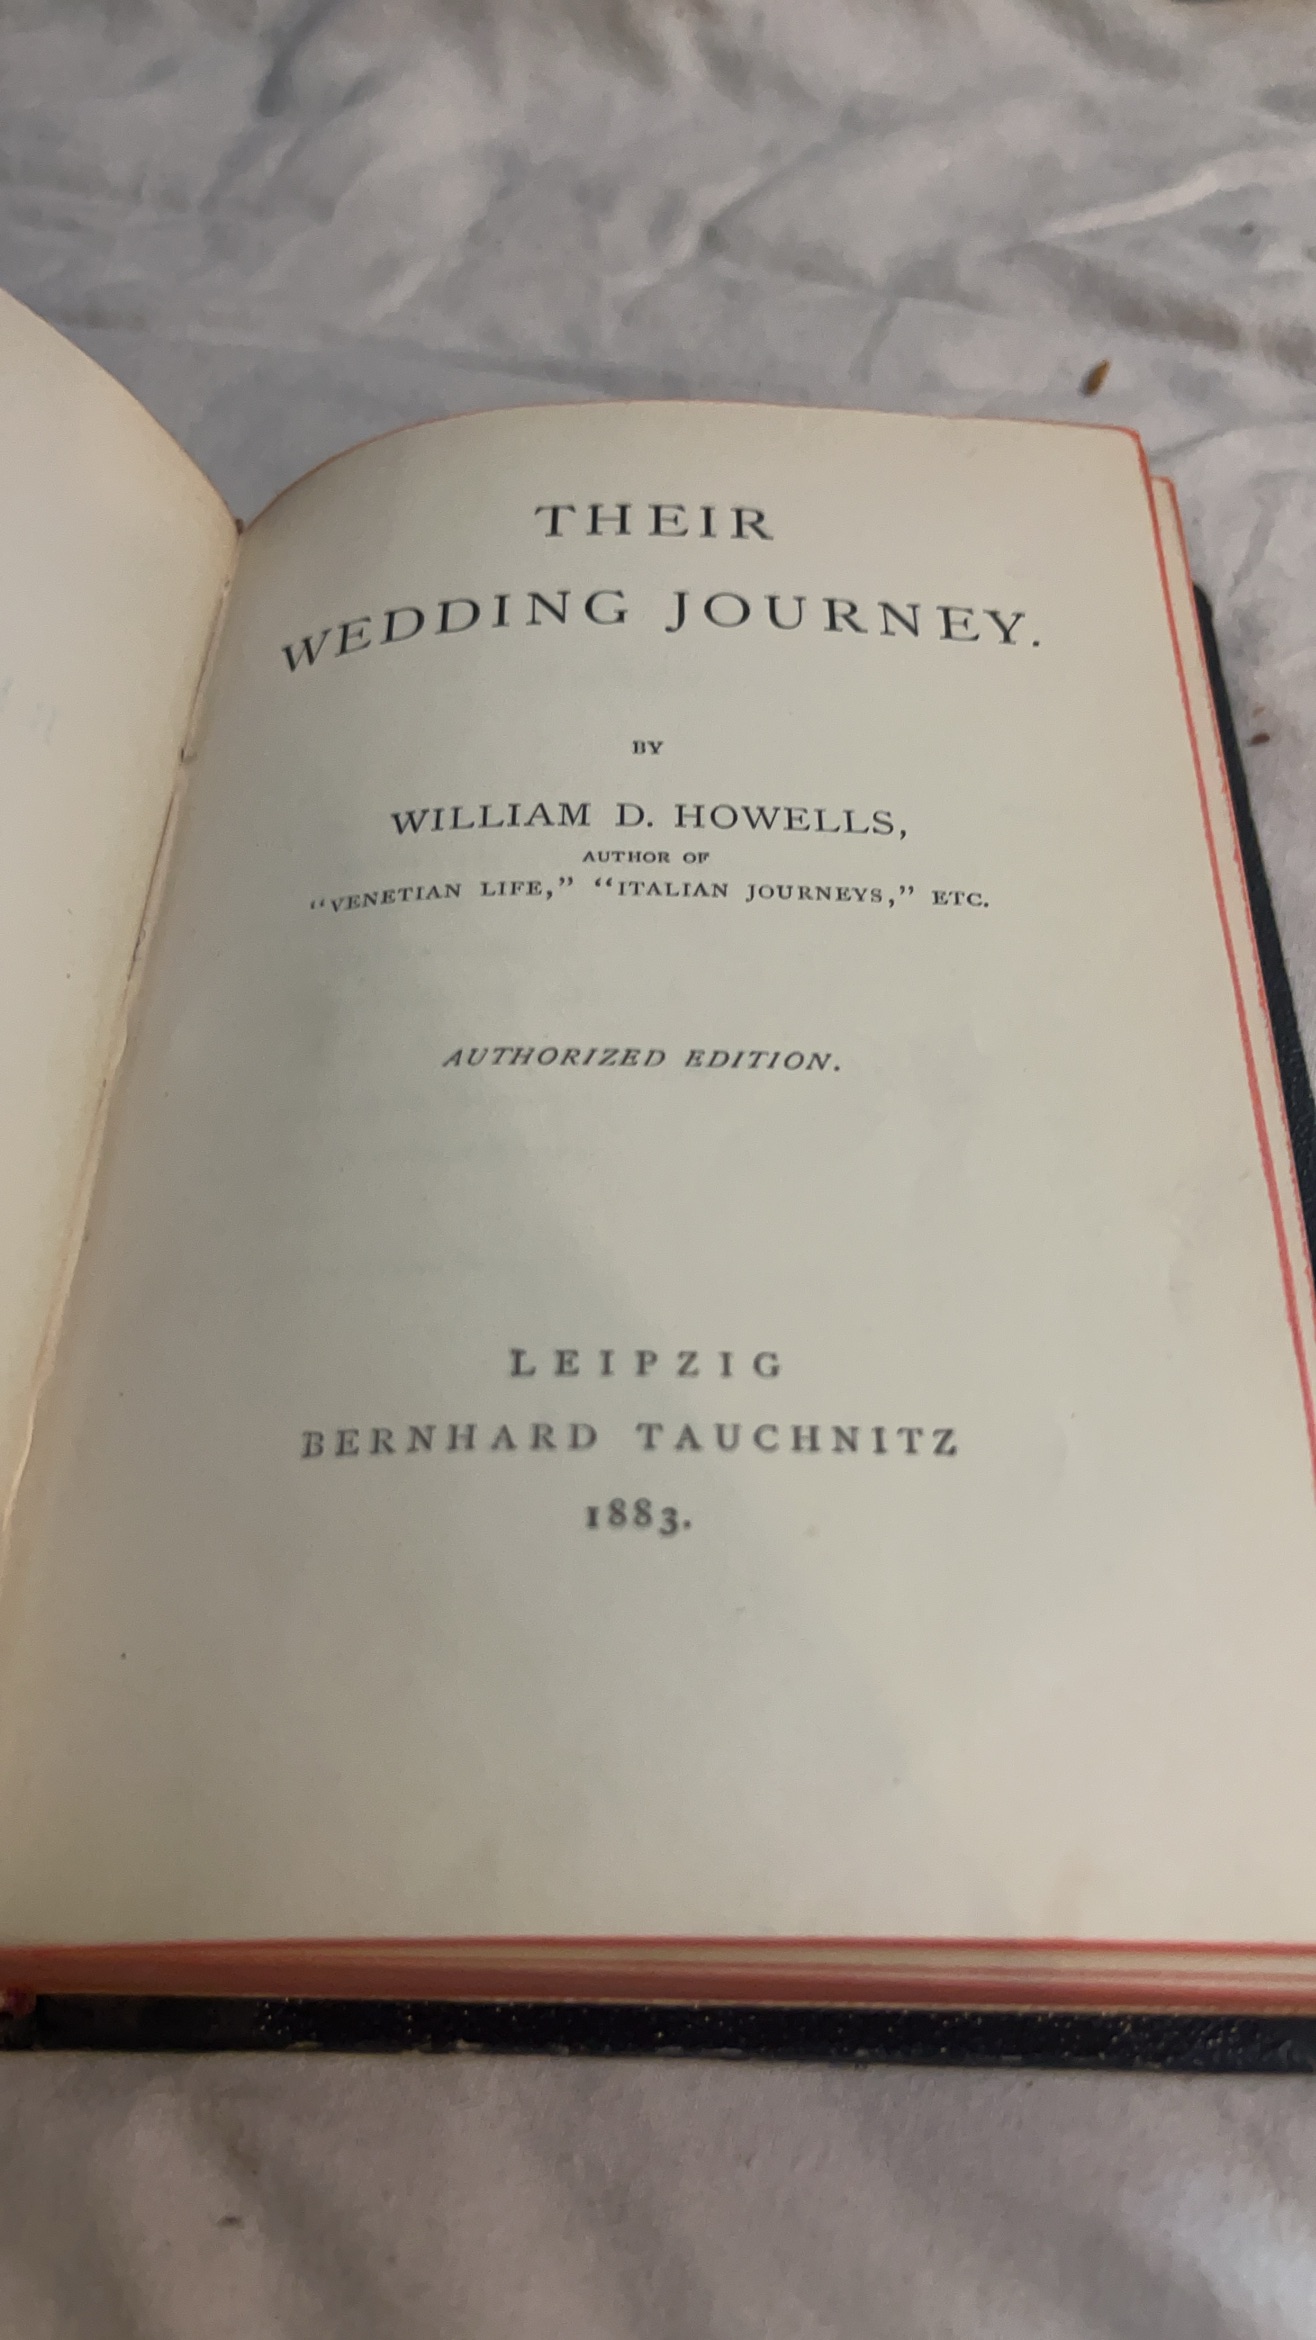 THEIR
WEDDING JOURNEY.
BY
WILLIAM D. HOWELLS,
AUTHOR OF
“VENETIAN LIFE,” “ITALIAN JOURNEYS,” ETC.
AUTHORIZED EDITION.
LEIPZIG
BERNHARD TAUCHNITZ
1883.